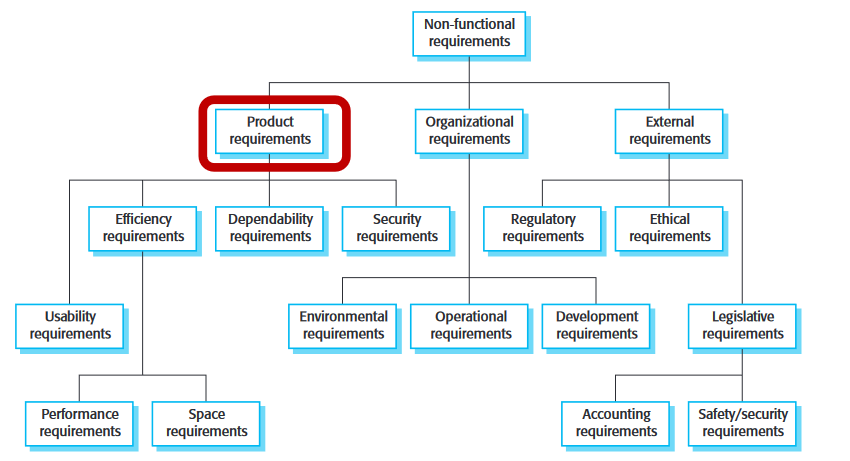 Non-functional
requirements
Product
requirements
Organizational
requirements
External
requirements
Efficiency
requirements
Dependability
requirements
Security
requirements
Regulatory
requirements
Ethical
requirements
Usability
requirements
Environmental
requirements
Operational
requirements
Development
requirements
Legislative
requirements
Performance
requirements
Space
requirements
Accounting
requirements
Safety/security
requirements